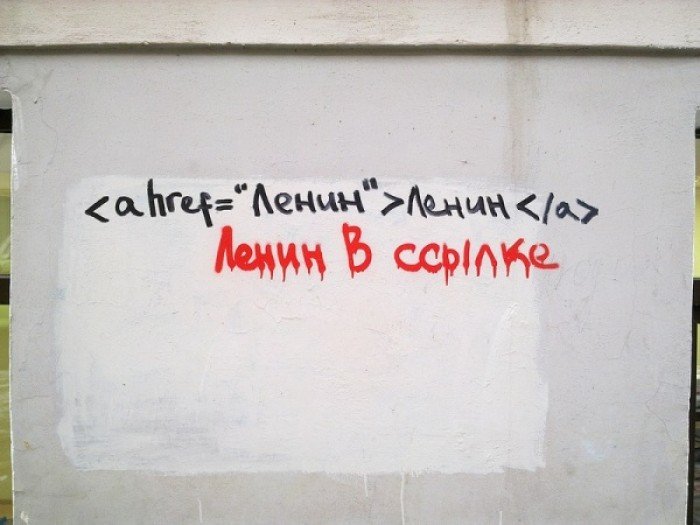 <a href="Ленин">Ленин</a>
Ленин в ссылке